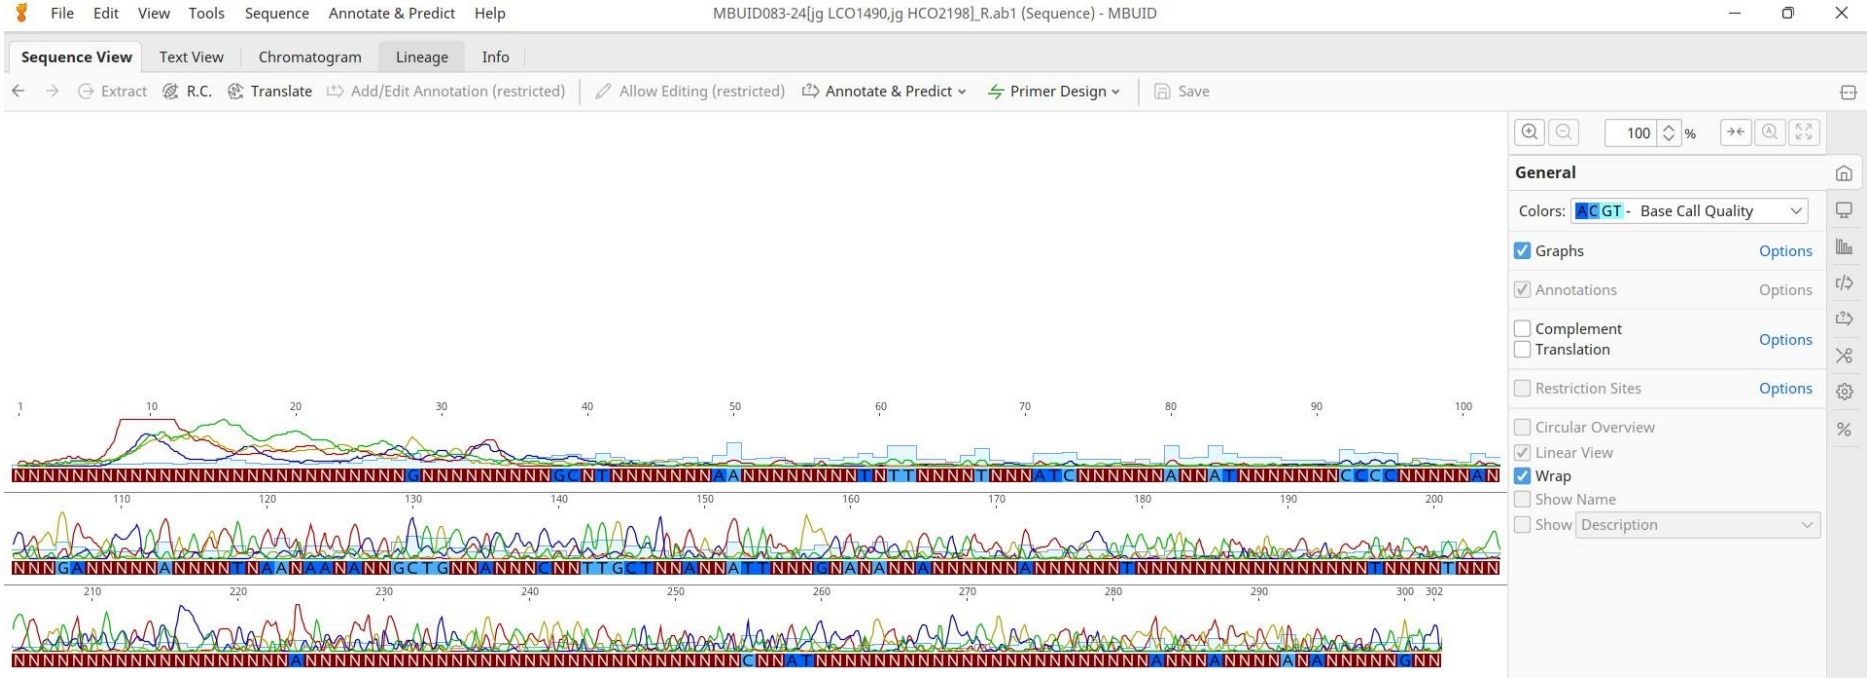 File Edit View Tools Sequence Annotate & Predict Help MBUID083-24[jg LCO1490,jg HCO2198]_R.ab1 (Sequence) - MBUID
Sequence View Text View Chromatogram Lineage Info
Extract R.C. Translate Add/Edit Annotation (restricted) Allow Editing (restricted) Annotate & Predict Primer Design Save
100 %
General
Colors: ACGT - Base Call Quality
Graphs Options
Annotations Options
Complement
Translation Options
Restriction Sites Options
Circular Overview
Linear View
Wrap
Show Name
Show Description
1 10 20 30 40 50 60 70 80 90 100
NNNNNNNNNNNNNNNNNNNNNNNNNNNGNNNNNNNNNGCNTNNNNNNNAANNNNNNNNTNTTNNNNTNNNATCNNNNNNANNATNNNNNNNCCCCNNNNNAN
110 120 130 140 150 160 170 180 190 200
NNNGANNNNNANNNNTNAANAANANNGCTGNNANNNCNNTTGCTNNANNATTNNNGNANANNANNNNNNANNNNNNTNNNNNNNNNNNNNNNNTNNNNTNNN
210 220 230 240 250 260 270 280 290 300 302
NNNNNNNNNNNNNNNNNNNANNNNNNNNNNNNNNNNNNNNNNNNNNNNNNCNNATNNNNNNNNNNNNNNNNNNNNNNNANNNANNNNANANNNNNGNN